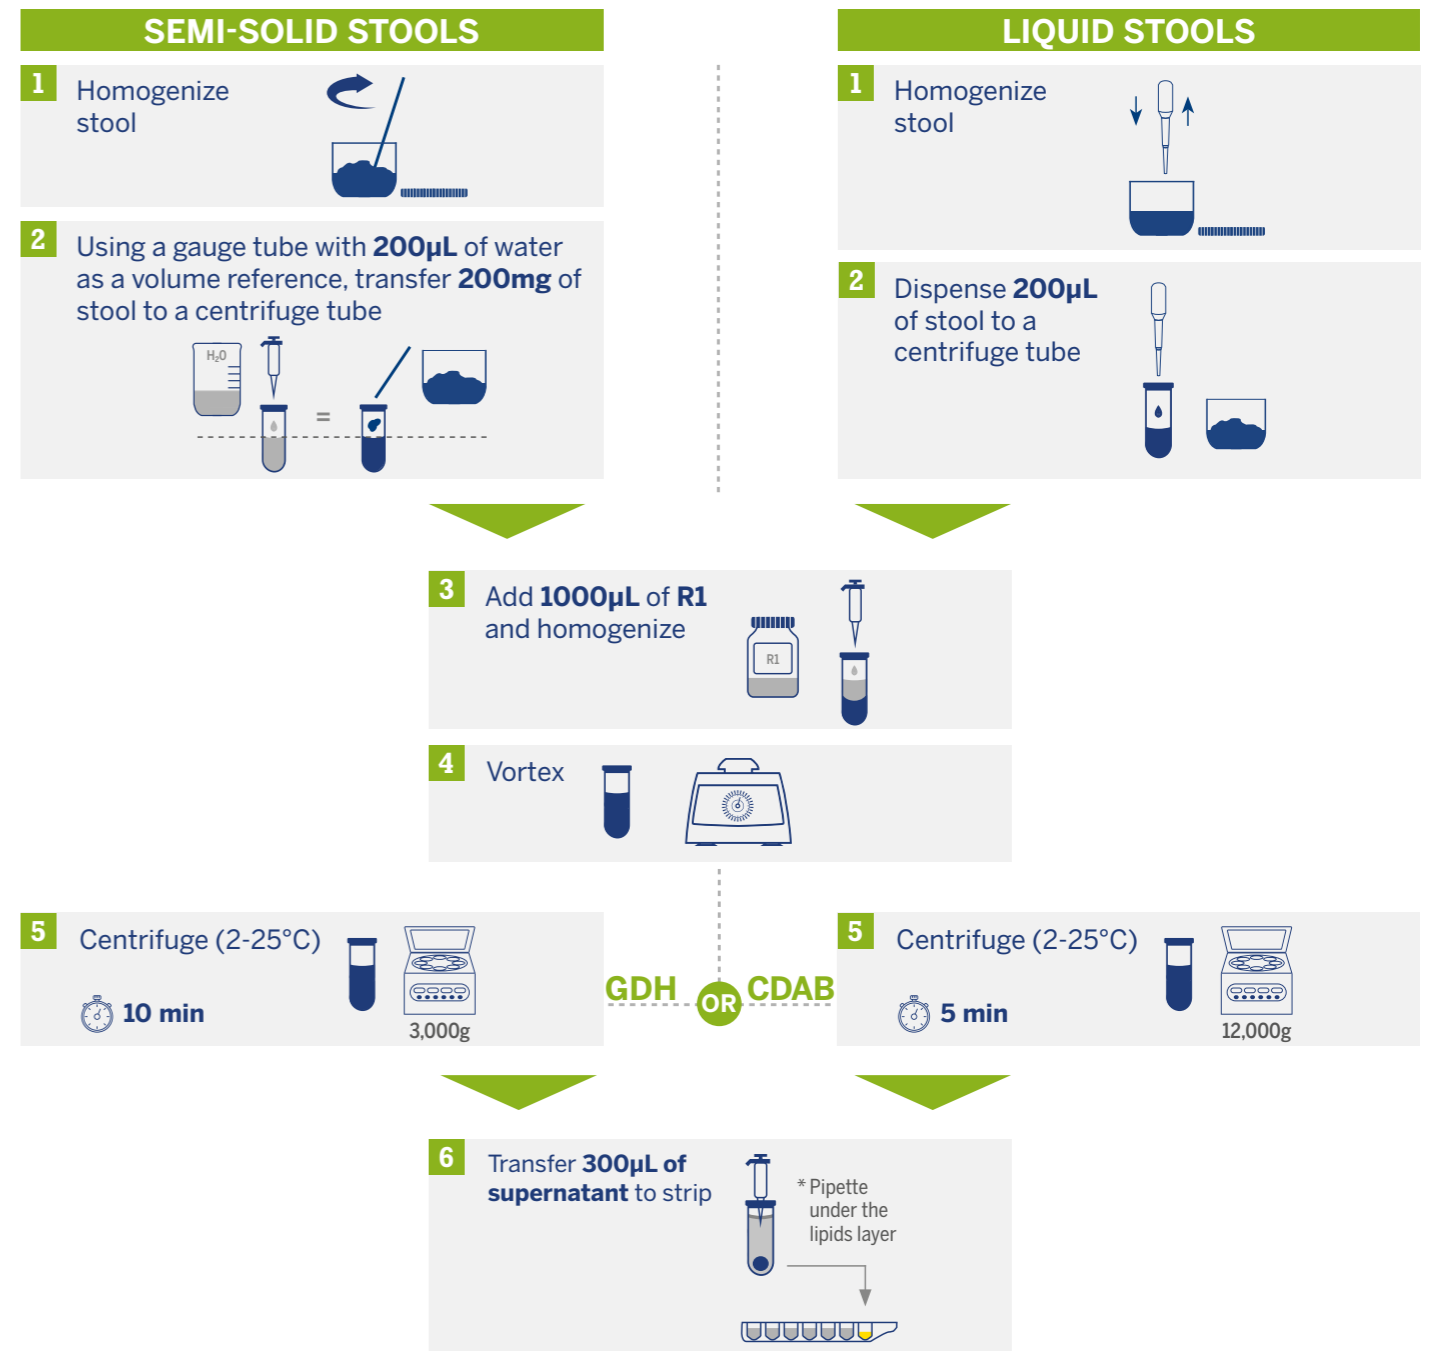 SEMI-SOLID STOOLS
1
Homogenize
stool
2
Using a gauge tube with 200µL of water
as a volume reference, transfer 200mg of
stool to a centrifuge tube
H₂O
=
LIQUID STOOLS
1
Homogenize
stool
2
Dispense 200µL
of stool to a
centrifuge tube
3
Add 1000µL of R1
and homogenize
R1
4
Vortex
5
Centrifuge (2-25°C)
10 min
3,000g
GDH OR CDAB
5
Centrifuge (2-25°C)
5 min
12,000g
6
Transfer 300µL of
supernatant to strip
* Pipette
under the
lipids layer